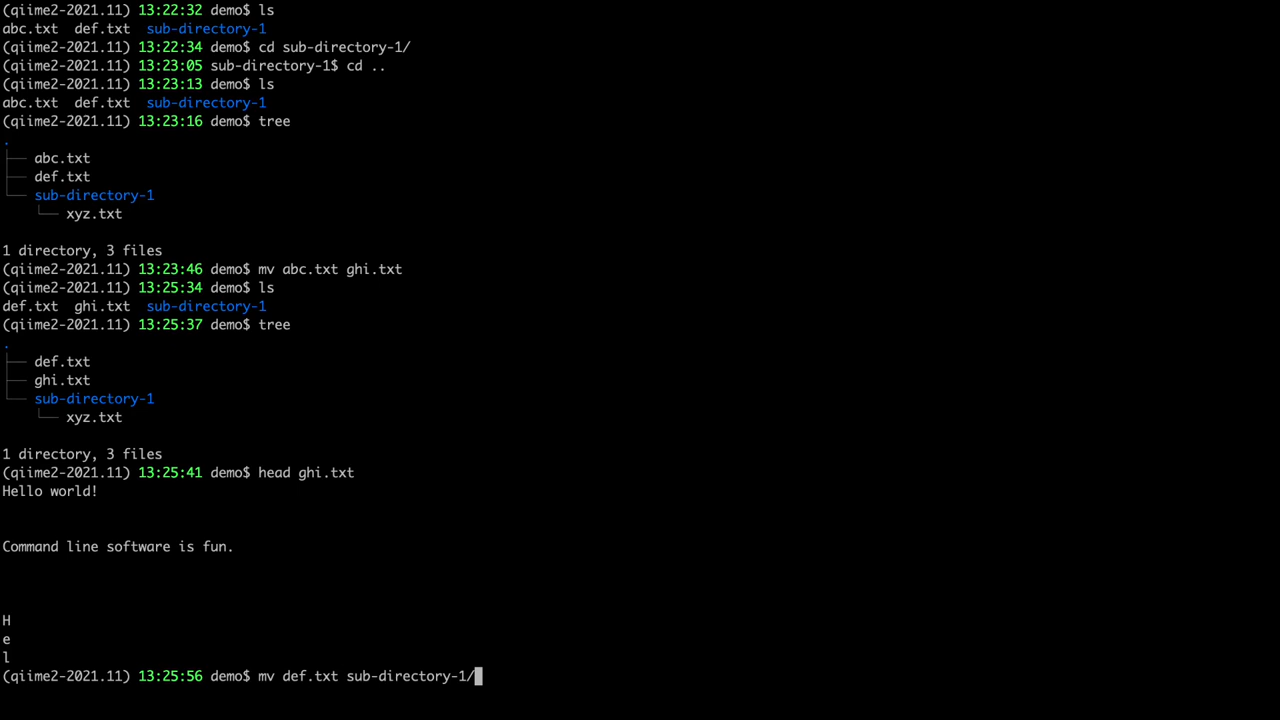 (qiime2-2021.11) 13:22:32 demo$ ls
abc.txt  def.txt  sub-directory-1
(qiime2-2021.11) 13:22:34 demo$ cd sub-directory-1/
(qiime2-2021.11) 13:23:05 sub-directory-1$ cd ..
(qiime2-2021.11) 13:23:13 demo$ ls
abc.txt  def.txt  sub-directory-1
(qiime2-2021.11) 13:23:16 demo$ tree
.
├── abc.txt
├── def.txt
└── sub-directory-1
    └── xyz.txt
1 directory, 3 files
(qiime2-2021.11) 13:23:46 demo$ mv abc.txt ghi.txt
(qiime2-2021.11) 13:25:34 demo$ ls
def.txt  ghi.txt  sub-directory-1
(qiime2-2021.11) 13:25:37 demo$ tree
.
├── def.txt
├── ghi.txt
└── sub-directory-1
    └── xyz.txt
1 directory, 3 files
(qiime2-2021.11) 13:25:41 demo$ head ghi.txt
Hello world!
Command line software is fun.
H
e
l
(qiime2-2021.11) 13:25:56 demo$ mv def.txt sub-directory-1/